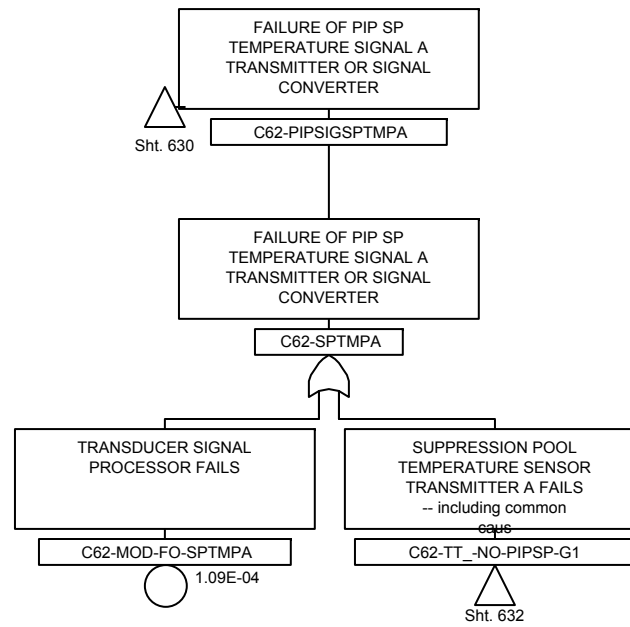 FAILURE OF PIP SP
TEMPERATURE SIGNAL A
TRANSMITTER OR SIGNAL
CONVERTER
C62-PIPSIGSPTMPA
Sht. 630
FAILURE OF PIP SP
TEMPERATURE SIGNAL A
TRANSMITTER OR SIGNAL
CONVERTER
C62-SPTMPA
TRANSDUCER SIGNAL
PROCESSOR FAILS
C62-MOD-FO-SPTMPA
1.09E-04
SUPPRESSION POOL
TEMPERATURE SENSOR
TRANSMITTER A FAILS
-- including common
caus
C62-TT_-NO-PIPSP-G1
Sht. 632